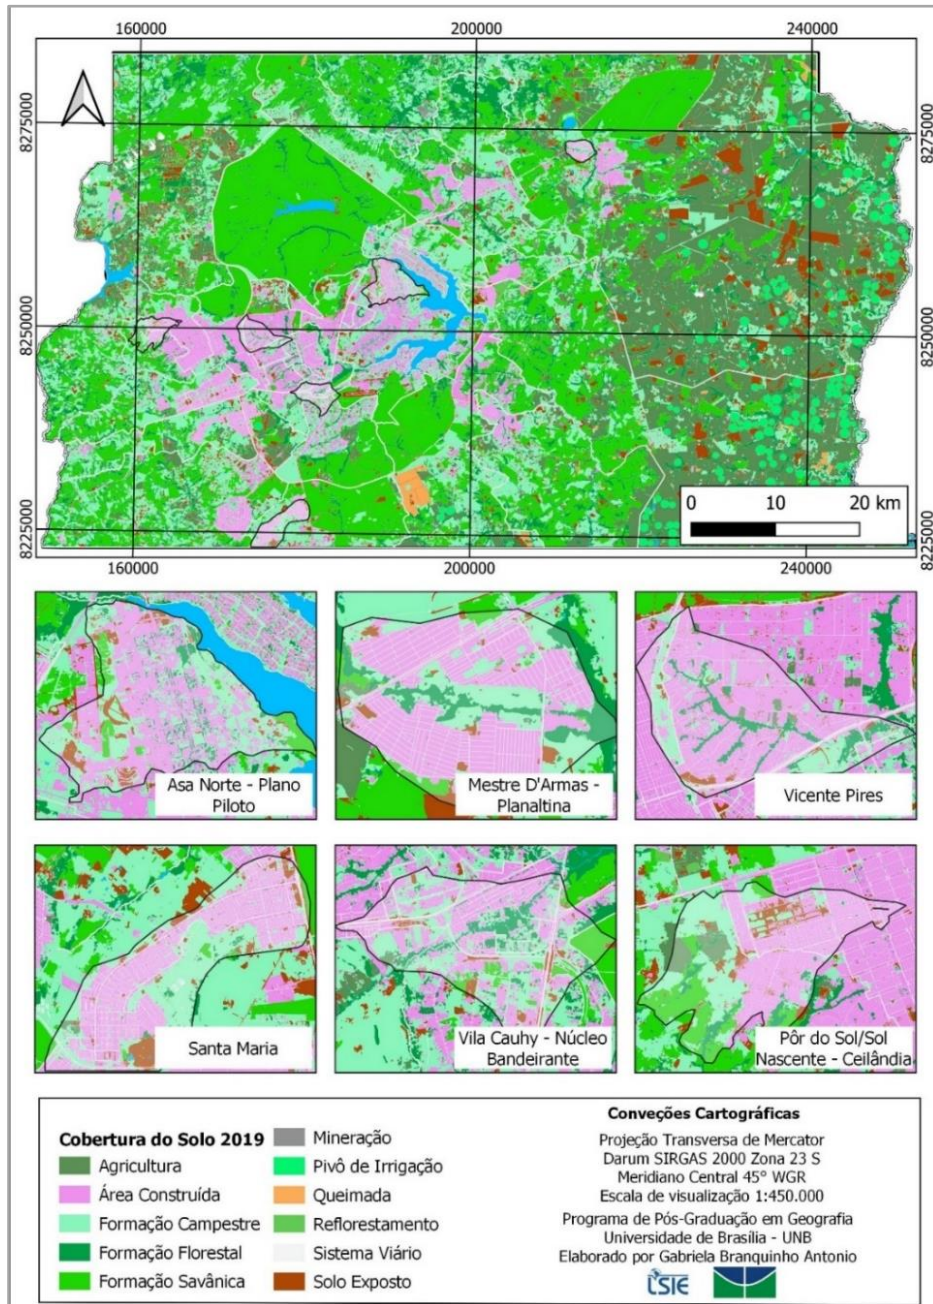 160000
200000
240000
8275000
8275000
8250000
8250000
8225000
8225000
0 10 20 km
160000
200000
240000
Asa Norte - Plano
Piloto
Mestre D'Armas -
Planaltina
Vicente Pires
Santa Maria
Vila Cauhy - Núcleo
Bandeirante
Pôr do Sol/Sol
Nascente - Ceilândia
Cobertura do Solo 2019
Agricultura
Área Construída
Formação Campestre
Formação Florestal
Formação Savânica
Mineração
Pivô de Irrigação
Queimada
Reflorestamento
Sistema Viário
Solo Exposto
Conveções Cartográficas
Projeção Transversa de Mercator
Darum SIRGAS 2000 Zona 23 S
Meridiano Central 45° WGR
Escala de visualização 1:450.000
Programa de Pós-Graduação em Geografia
Universidade de Brasília - UNB
Elaborado por Gabriela Branquinho Antonio
LSIE